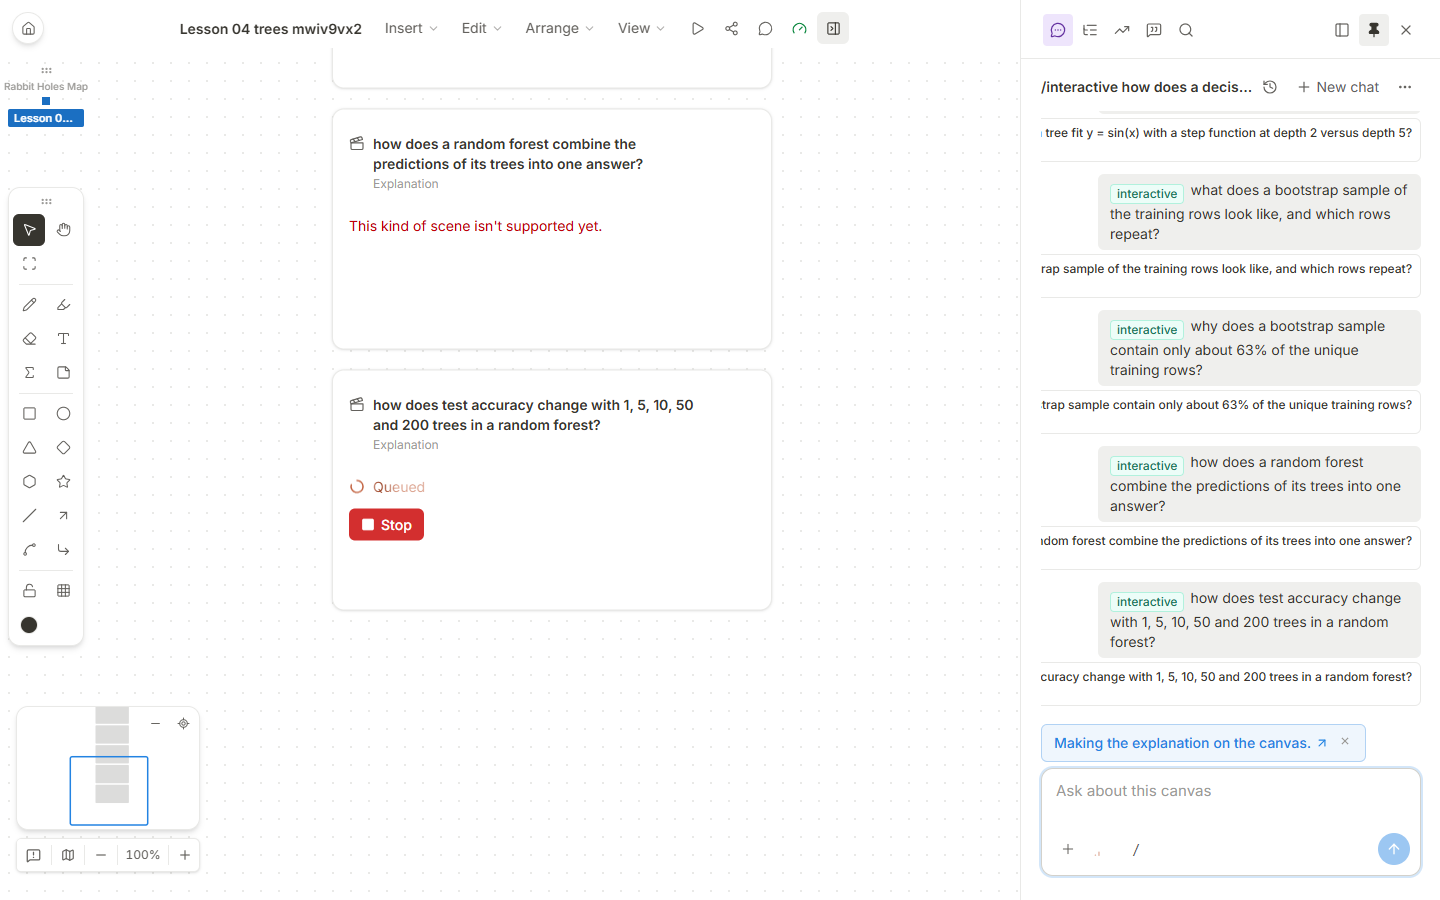 Lesson 04 trees mwiv9vx2
Insert
Edit
Arrange
View
Rabbit Holes Map
Lesson 0...
how does a random forest combine the
predictions of its trees into one answer?
Explanation
This kind of scene isn't supported yet.
how does test accuracy change with 1, 5, 10, 50
and 200 trees in a random forest?
Explanation
Queued
Stop
100%
/interactive how does a decis...
New chat
tree fit y = sin(x) with a step function at depth 2 versus depth 5?
interactive what does a bootstrap sample of
the training rows look like, and which rows
repeat?
rap sample of the training rows look like, and which rows repeat?
interactive why does a bootstrap sample
contain only about 63% of the unique
training rows?
trap sample contain only about 63% of the unique training rows?
interactive how does a random forest
combine the predictions of its trees into one
answer?
dom forest combine the predictions of its trees into one answer?
interactive how does test accuracy change
with 1, 5, 10, 50 and 200 trees in a random
forest?
curacy change with 1, 5, 10, 50 and 200 trees in a random forest?
Making the explanation on the canvas.
Ask about this canvas
/